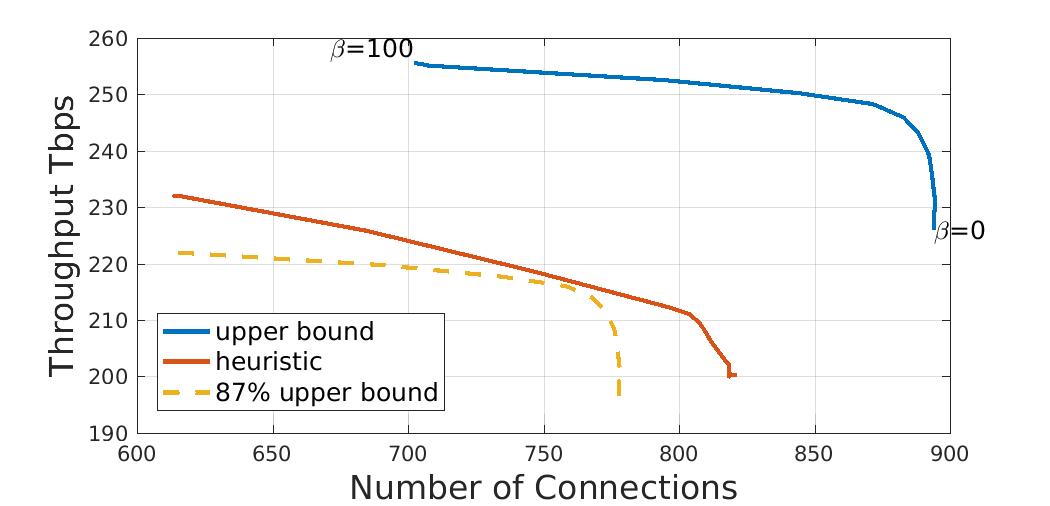 β=100
260
250
240
230
220
210
200
190
Throughput Tbps
β=0
upper bound
heuristic
87% upper bound
600 650 700 750 800 850 900
Number of Connections